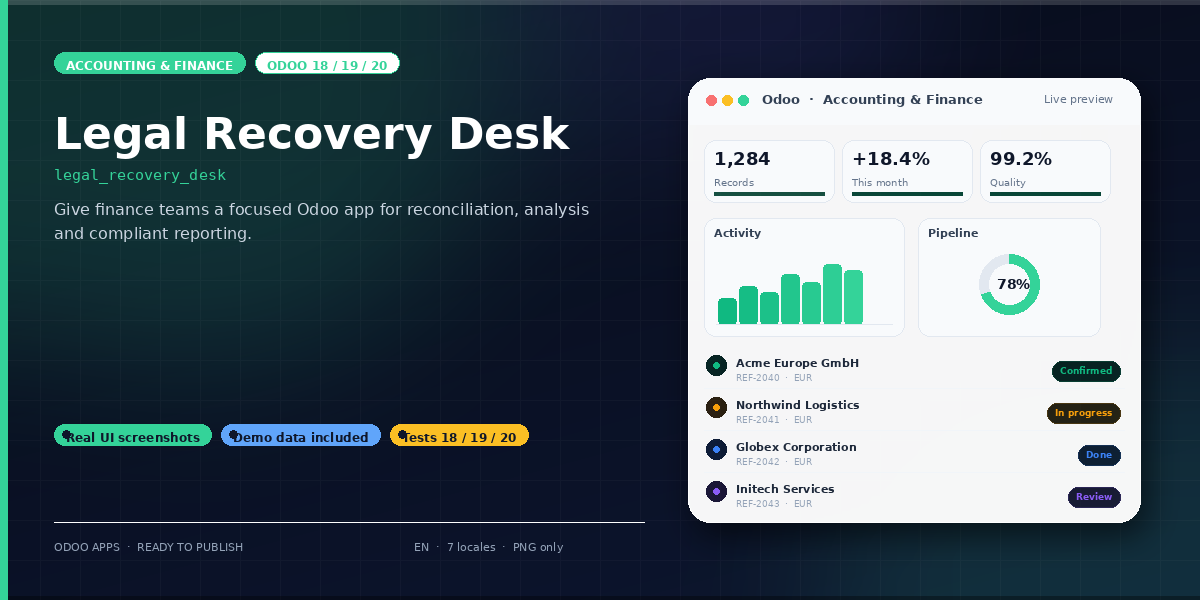 ACCOUNTING & FINANCE
ODOO 18 / 19 / 20
Legal Recovery Desk
legal_recovery_desk
Give finance teams a focused Odoo app for reconciliation, analysis
and compliant reporting.
Real UI screenshots
Demo data included
Tests 18 / 19 / 20
ODOO APPS · READY TO PUBLISH
EN · 7 locales · PNG only
Odoo · Accounting & Finance
Live preview
1,284
Records
+18.4%
This month
99.2%
Quality
Activity
Pipeline
78%
Acme Europe GmbH
REF-2040 · EUR
Confirmed
Northwind Logistics
REF-2041 · EUR
In progress
Globex Corporation
REF-2042 · EUR
Done
Initech Services
REF-2043 · EUR
Review